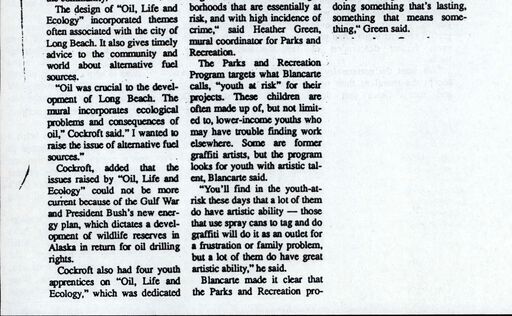 The design of "Oil, Life and
Ecology" incorporated themes
often associated with the city of
Long Beach. It also gives timely
advice to the community and
world about alternative fuel
sources.
"Oil was crucial to the devel-
opment of Long Beach. The
mural incorporates ecological
problems and consequences of
oil," Cockroft said." I wanted to
raise the issue of alternative fuel
sources."
Cockroft, added that the
issues raised by "Oil, Life and
Ecology" could not be more
current because of the Gulf War
and President Bush's new ener-
gy plan, which dictates a devel-
opment of wildlife reserves in
Alaska in return for oil drilling
rights.
Cockroft also had four youth
apprentices on "Oil, Life and
Ecology," which was dedicated
borhoods that are essentially at
risk, and with high incidence of
crime," said Heather Green,
mural coordinator for Parks and
Recreation.
The Parks and Recreation
Program targets what Blancarte
calls, "youth at risk" for their
projects. These children are
often made up of, but not limit-
ed to, lower-income youths who
may have trouble finding work
elsewhere. Some are former
graffiti artists, but the program
looks for youth with artistic tal-
ent, Blancarte said.
"You'll find in the youth-at-
risk these days that a lot of them
do have artistic ability — those
that use spray cans to tag and do
graffiti will do it as an outlet for
a frustration or family problem,
but a lot of them do have great
artistic ability," he said.
Blancarte made it clear that
the Parks and Recreation pro-
doing something that's lasting,
something that means some-
thing," Green said.